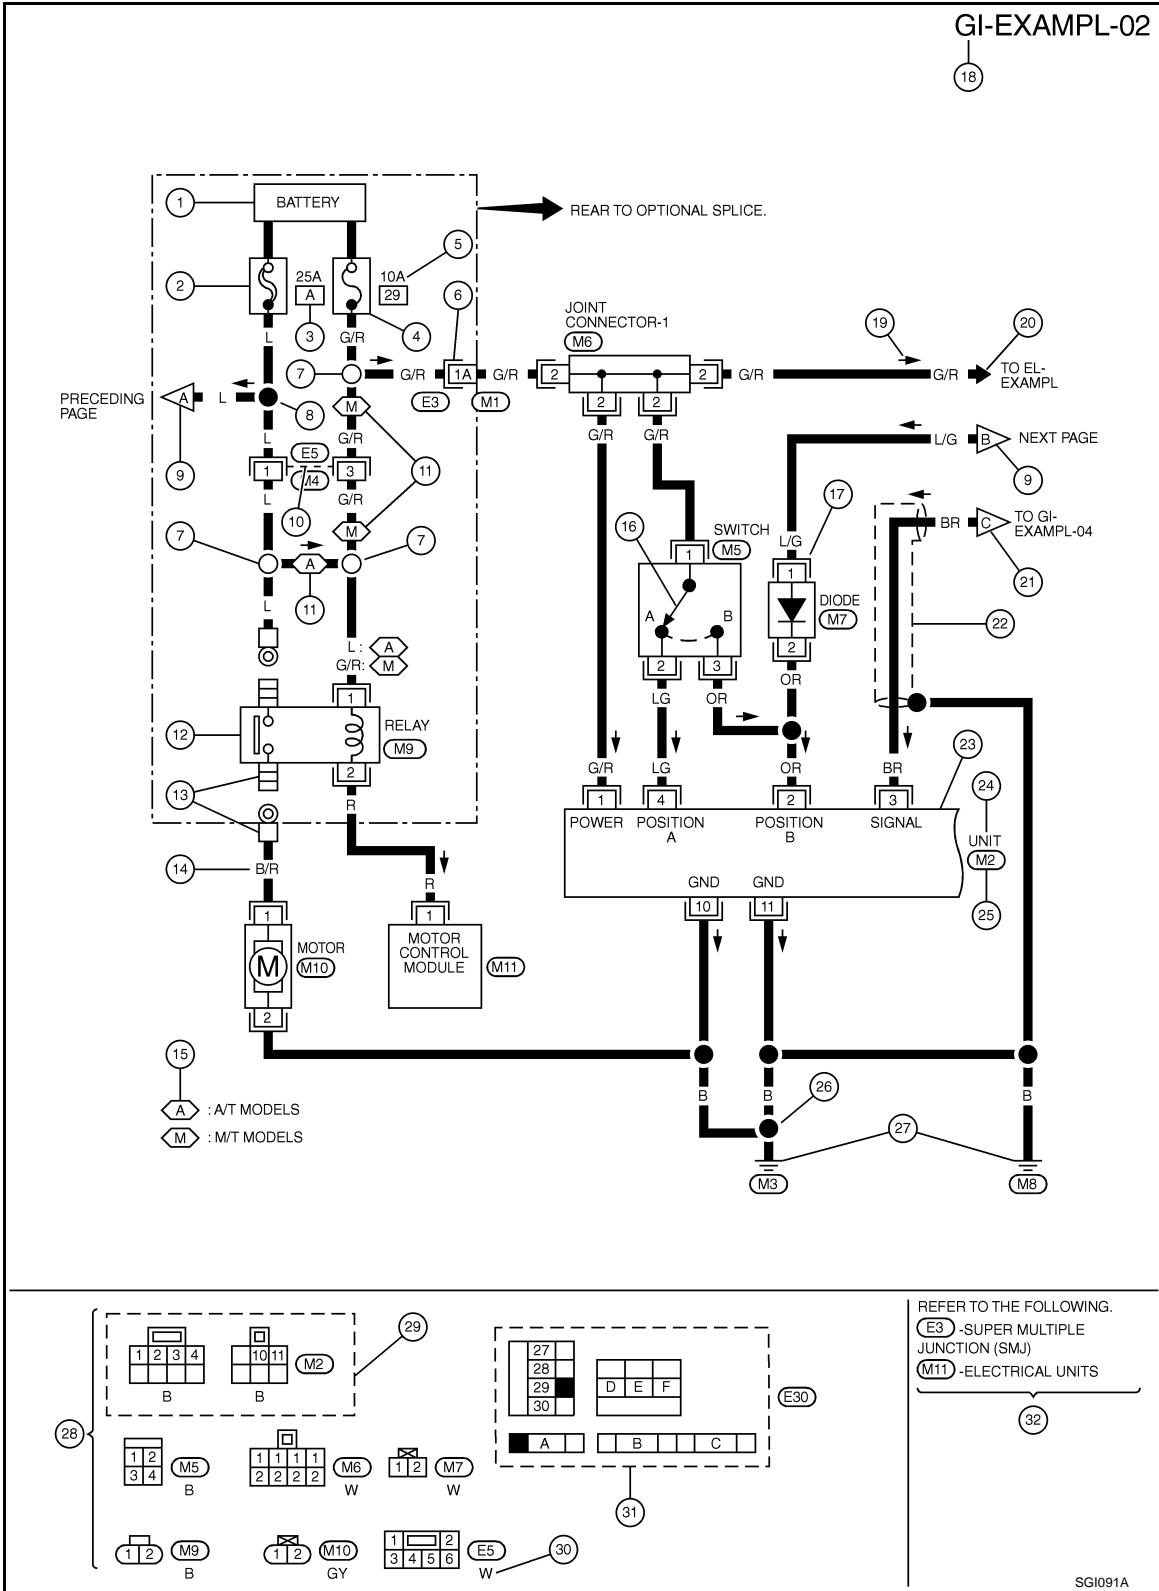 GI-EXAMPL-02
18
1
BATTERY
REAR TO OPTIONAL SPLICE.
5
2
25A
A
10A
29
6
3
4
JOINT
CONNECTOR-1
M6
19
20
L
G/R
7
G/R
1A
G/R
2
2
G/R
G/R
TO EL-
EXAMPL
E3
M1
PRECEDING
PAGE
A
L
8
M
2
2
L
G/R
G/R
G/R
L/G
B
NEXT PAGE
9
1
E5
M4
3
11
9
L
G/R
10
17
BR
C
TO GI-
EXAMPL-04
7
M
7
16
SWITCH
M5
L/G
A
1
1
21
L
11
A
B
DIODE
M7
22
L :
A
2
3
2
G/R:
M
LG
OR
OR
1
12
RELAY
M9
2
G/R
LG
OR
BR
23
13
R
1
4
2
3
24
POWER
POSITION
A
POSITION
B
SIGNAL
UNIT
M2
14
B/R
R
GND
GND
10
11
25
1
1
MOTOR
M10
M
MOTOR
CONTROL
MODULE
M11
2
15
A
: A/T MODELS
M
: M/T MODELS
B
B
B
26
27
M3
M8
28
1 2 3 4
10 11
M2
B
B
29
27
28
29
30
D E F
E30
A
B
C
31
1 2
3 4
M5
B
1 1 1 1
2 2 2 2
M6
W
1 2
M7
W
1 2
M9
B
1 2
M10
GY
1 2
3 4 5 6
E5
W
30
REFER TO THE FOLLOWING.
E3 -SUPER MULTIPLE
JUNCTION (SMJ)
M11 -ELECTRICAL UNITS
32
SGI091A